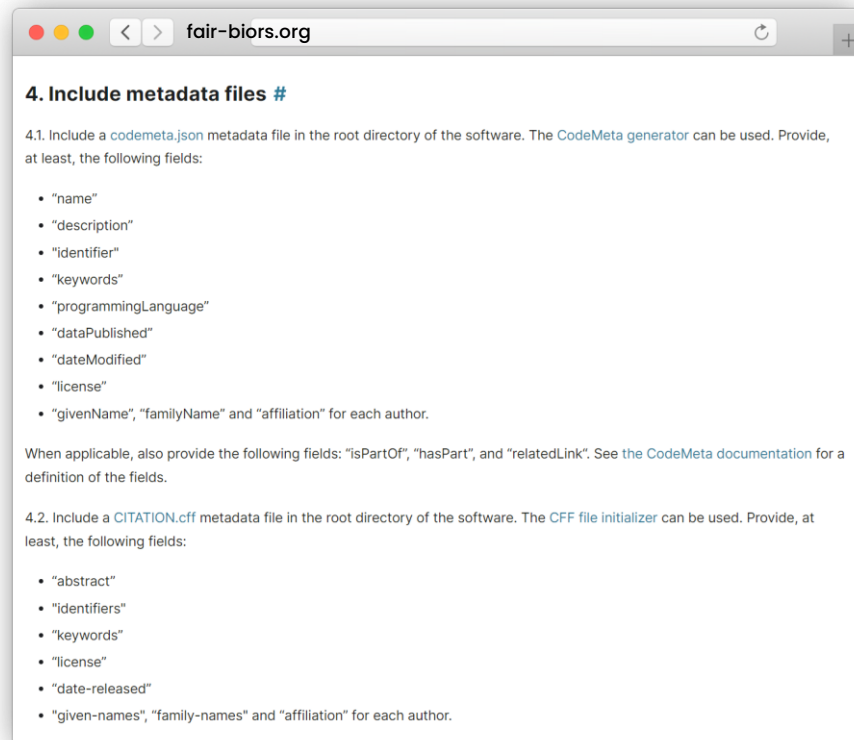 fair-biors.org
4. Include metadata files #
4.1. Include a codemeta.json metadata file in the root directory of the software. The CodeMeta generator can be used. Provide,
at least, the following fields:
• “name”
• “description”
• "identifier"
• “keywords”
• “programmingLanguage”
• “dataPublished”
• “dateModified”
• “license”
• “givenName”, “familyName” and “affiliation” for each author.
When applicable, also provide the following fields: “isPartOf”, “hasPart”, and “relatedLink”. See the CodeMeta documentation for a
definition of the fields.
4.2. Include a CITATION.cff metadata file in the root directory of the software. The CFF file initializer can be used. Provide, at
least, the following fields:
• “abstract”
• "identifiers"
• “keywords”
• “license”
• “date-released”
• "given-names", “family-names" and “affiliation” for each author.